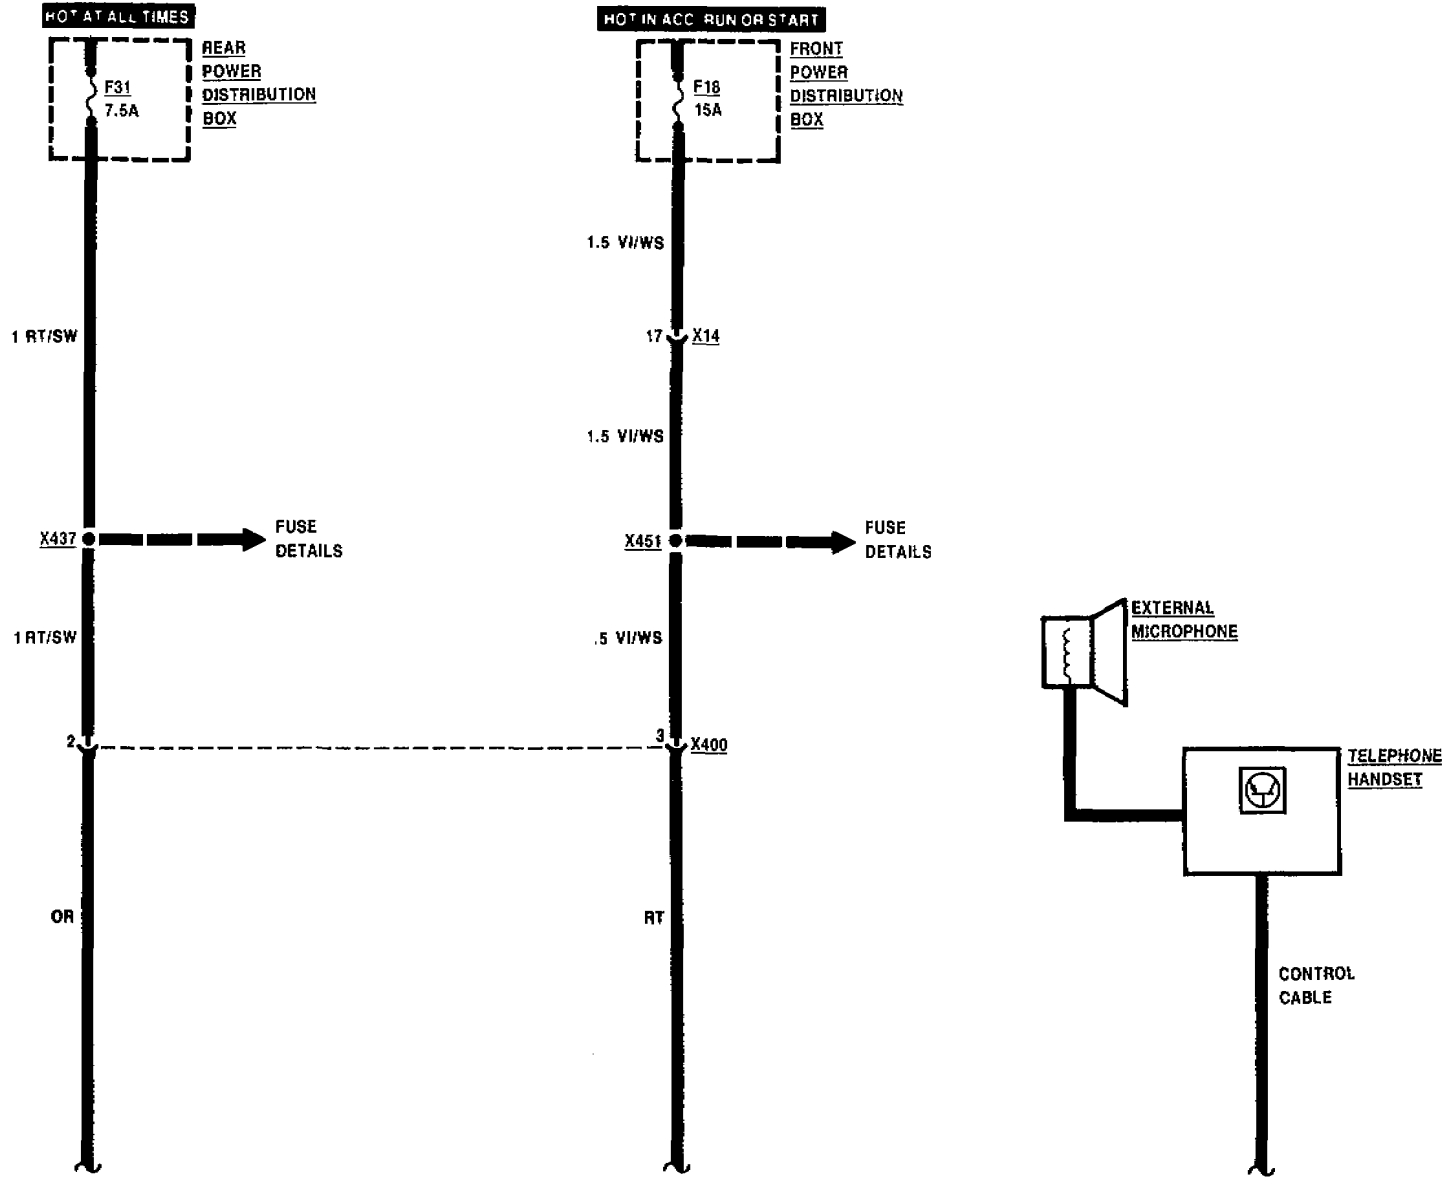 HOT AT ALL TIMES
HOT IN ACC RUN OR START
REAR
POWER
DISTRIBUTION
BOX
F31
7.5A
FRONT
POWER
DISTRIBUTION
BOX
F18
15A
1.5 VI/WS
1 RT/SW
17 X14
1.5 VI/WS
X437
FUSE
DETAILS
X451
FUSE
DETAILS
1 RT/SW
.5 VI/WS
EXTERNAL
MICROPHONE
2
3 X400
TELEPHONE
HANDSET
OR
RT
CONTROL
CABLE